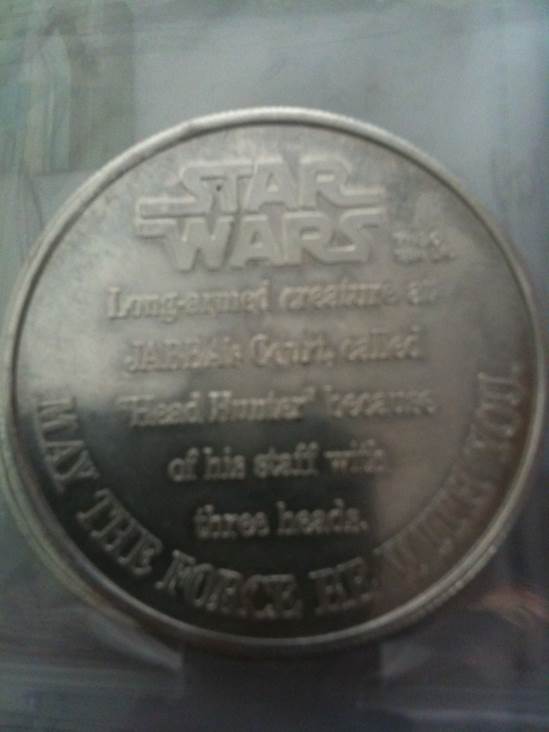 STAR
WARS
Long-armed creature at
JABBA's Court, called
"Head Hunter" because
of his staff with
three heads.
MAY THE FORCE BE WITH YOU.